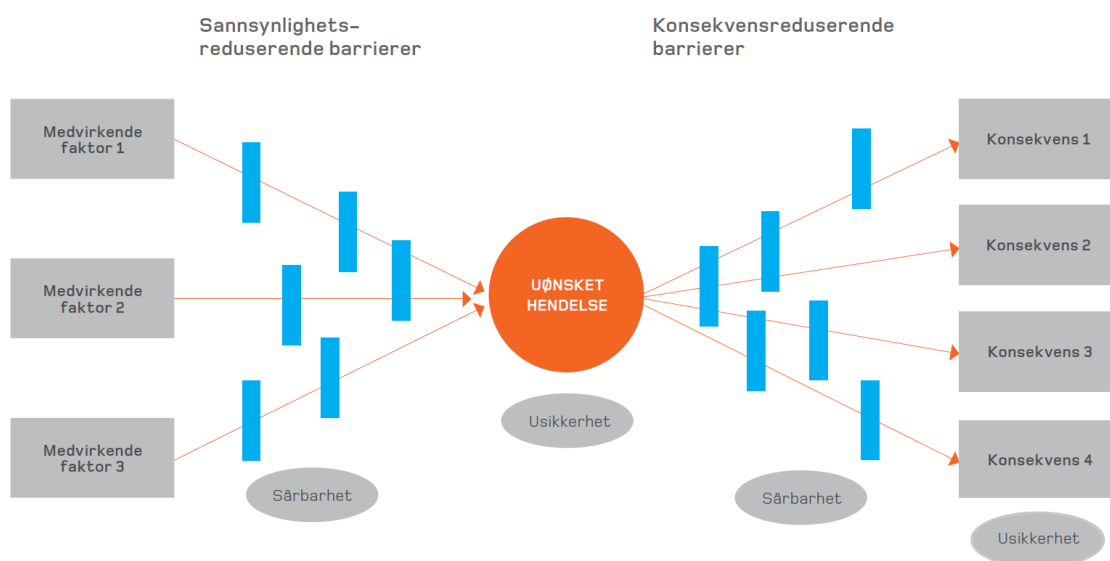 Sannsynlighets-
reduserende barrierer
Konsekvensreduserende
barrierer
Medvirkende
faktor 1
Medvirkende
faktor 2
Medvirkende
faktor 3
UØNSKET
HENDELSE
Usikkerhet
Sårbarhet
Sårbarhet
Konsekvens 1
Konsekvens 2
Konsekvens 3
Konsekvens 4
Usikkerhet